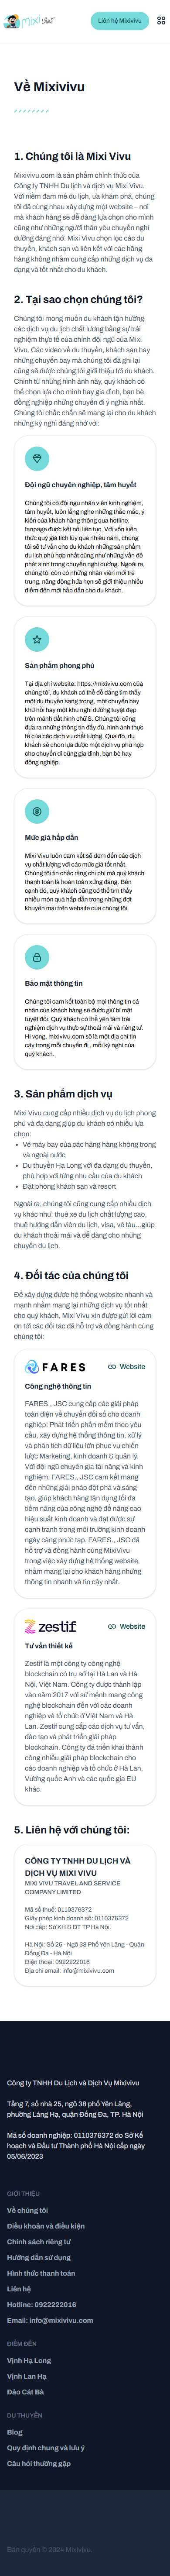 mixivivu
Liên hệ Mixivivu
Về Mixivivu
1. Chúng tôi là Mixi Vivu
Mixivivu.com là sản phẩm chính thức của
Công ty TNHH Du lịch và dịch vụ Mixi Vivu.
Với niềm đam mê du lịch, ưa khám phá, chúng
tôi đã cùng nhau xây dựng một website – nơi
mà khách hàng sẽ dễ dàng lựa chọn cho mình
cũng như những người thân yêu chuyến nghỉ
dưỡng đáng nhớ. Mixi Vivu chọn lọc các du
thuyền, khách sạn và liên kết với các hãng
hàng không nhằm cung cấp những dịch vụ đa
dạng và tốt nhất cho du khách.
2. Tại sao chọn chúng tôi?
Chúng tôi mong muốn du khách tận hưởng
các dịch vụ du lịch chất lượng bằng sự trải
nghiệm thực tế của chính đội ngũ của Mixi
Vivu. Các video về du thuyền, khách sạn hay
những chuyến bay mà chúng tôi đã ghi lại
cũng sẽ được chúng tôi giới thiệu tới du khách.
Chính từ những hình ảnh này, quý khách có
thể chọn lựa cho mình hay gia đình, bạn bè,
đồng nghiệp những chuyến đi ý nghĩa nhất.
Chúng tôi chắc chắn sẽ mang lại cho du khách
những kỳ nghỉ đáng nhớ với:
Đội ngũ chuyên nghiệp, tâm huyết
Chúng tôi có đội ngũ nhân viên kinh nghiệm,
tâm huyết, luôn lắng nghe những thắc mắc, ý
kiến của khách hàng thông qua hotline,
fanpage được kết nối liên tục. Với vốn kiến
thức quý giá tích lũy qua nhiều năm, chúng
tôi sẽ tư vấn cho du khách những sản phẩm
du lịch phù hợp nhất cũng như những vấn đề
phát sinh trong chuyến nghỉ dưỡng. Ngoài ra,
chúng tôi còn có những nhân viên mới trẻ
trung, năng động hứa hẹn sẽ giới thiệu nhiều
điểm đến mới hấp dẫn cho du khách.
Sản phẩm phong phú
Tại địa chỉ website: https://mixivivu.com của
chúng tôi, du khách có thể dễ dàng tìm thấy
một du thuyền sang trọng, một chuyến bay
khứ hồi hay một khu nghỉ dưỡng tuyệt đẹp
trên mảnh đất hình chữ S. Chúng tôi cũng
đưa ra những thông tin đầy đủ, hình ảnh thực
tế của các dịch vụ chất lượng. Qua đó, du
khách sẽ chọn lựa được một dịch vụ phù hợp
cho chuyến đi cùng gia đình, bạn bè hay
đồng nghiệp.
Mức giá hấp dẫn
Mixi Vivu luôn cam kết sẽ đem đến các dịch
vụ chất lượng với các mức giá tốt nhất.
Chúng tôi tin chắc rằng chi phí mà quý khách
thanh toán là hoàn toàn xứng đáng. Bên
cạnh đó, quý khách cũng có thể tìm thấy
nhiều món quà hấp dẫn trong những đợt
khuyến mại trên website của chúng tôi.
Bảo mật thông tin
Chúng tôi cam kết toàn bộ mọi thông tin cá
nhân của khách hàng sẽ được giữ bí mật
tuyệt đối. Quý khách có thể yên tâm trải
nghiệm dịch vụ thực sự thoải mái và riêng tư.
Hi vọng, mixivivu.com sẽ là một địa chỉ tin
cậy trong mỗi chuyến đi , mỗi kỳ nghỉ của
quý khách.
3. Sản phẩm dịch vụ
Mixi Vivu cung cấp nhiều dịch vụ du lịch phong
phú và đa dạng giúp du khách có nhiều lựa
chọn:
• Vé máy bay của các hãng hàng không trong
và ngoài nước
• Du thuyền Hạ Long với đa dạng du thuyền,
phù hợp với từng nhu cầu của du khách
• Đặt phòng khách sạn và resort
Ngoài ra, chúng tôi cũng cung cấp nhiều dịch
vụ khác như: thuê xe du lịch chất lượng cao,
thuê hướng dẫn viên du lịch, visa, vé tàu...giúp
du khách thoải mái và dễ dàng cho những
chuyến du lịch.
4. Đối tác của chúng tôi
Để xây dựng được hệ thống website nhanh và
mạnh nhằm mang lại những dịch vụ tốt nhất
cho quý khách, Mixi Vivu xin được gửi lời cảm
ơn tới các đối tác đã hỗ trợ và đồng hành cùng
chúng tôi:
FARES
Website
Công nghệ thông tin
FARES., JSC cung cấp các giải pháp
toàn diện về chuyển đổi số cho doanh
nghiệp: Phát triển phần mềm theo yêu
cầu, xây dựng hệ thống thông tin, xử lý
và phân tích dữ liệu lớn phục vụ chiến
lược Marketing, kinh doanh & quản lý.
Với đội ngũ chuyên gia tài năng và kinh
nghiệm, FARES., JSC cam kết mang
đến những giải pháp đột phá và sáng
tạo, giúp khách hàng tận dụng tối đa
tiềm năng của công nghệ để nâng cao
hiệu suất kinh doanh và đạt được sự
cạnh tranh trong môi trường kinh doanh
ngày càng phức tạp. FARES., JSC đã
hỗ trợ và đồng hành cùng MixiVivu
trong việc xây dựng hệ thống website,
nhằm mang lại cho khách hàng những
thông tin nhanh và tin cậy nhất.
zestif
Website
Tư vấn thiết kế
Zestif là một công ty công nghệ
blockchain có trụ sở tại Hà Lan và Hà
Nội, Việt Nam. Công ty được thành lập
vào năm 2017 với sứ mệnh mang công
nghệ blockchain đến với các doanh
nghiệp và tổ chức ở Việt Nam và Hà
Lan. Zestif cung cấp các dịch vụ tư vấn,
đào tạo và phát triển giải pháp
blockchain. Công ty đã triển khai thành
công nhiều giải pháp blockchain cho
các doanh nghiệp và tổ chức ở Hà Lan,
Vương quốc Anh và các quốc gia EU
khác.
5. Liên hệ với chúng tôi:
CÔNG TY TNHH DU LỊCH VÀ
DỊCH VỤ MIXI VIVU
MIXI VIVU TRAVEL AND SERVICE
COMPANY LIMITED
Mã số thuế: 0110376372
Giấy phép kinh doanh số: 0110376372
Nơi cấp: Sở KH & ĐT TP Hà Nội.
Hà Nội: Số 25 - Ngõ 38 Phố Yên Lãng - Quận
Đống Đa - Hà Nội
Điện thoại: 0922222016
Địa chỉ email: info@mixivivu.com
Công ty TNHH Du Lịch và Dịch Vụ Mixivivu
Tầng 7, số nhà 25, ngõ 38 phố Yên Lãng,
phường Láng Hạ, quận Đống Đa, TP. Hà Nội
Mã số doanh nghiệp: 0110376372 do Sở Kế
hoạch và Đầu tư Thành phố Hà Nội cấp ngày
05/06/2023
GIỚI THIỆU
Về chúng tôi
Điều khoản và điều kiện
Chính sách riêng tư
Hướng dẫn sử dụng
Hình thức thanh toán
Liên hệ
Hotline: 0922222016
Email: info@mixivivu.com
ĐIỂM ĐẾN
Vịnh Hạ Long
Vịnh Lan Hạ
Đảo Cát Bà
DU THUYỀN
Blog
Quy định chung và lưu ý
Câu hỏi thường gặp
Bản quyền © 2024 Mixivivu